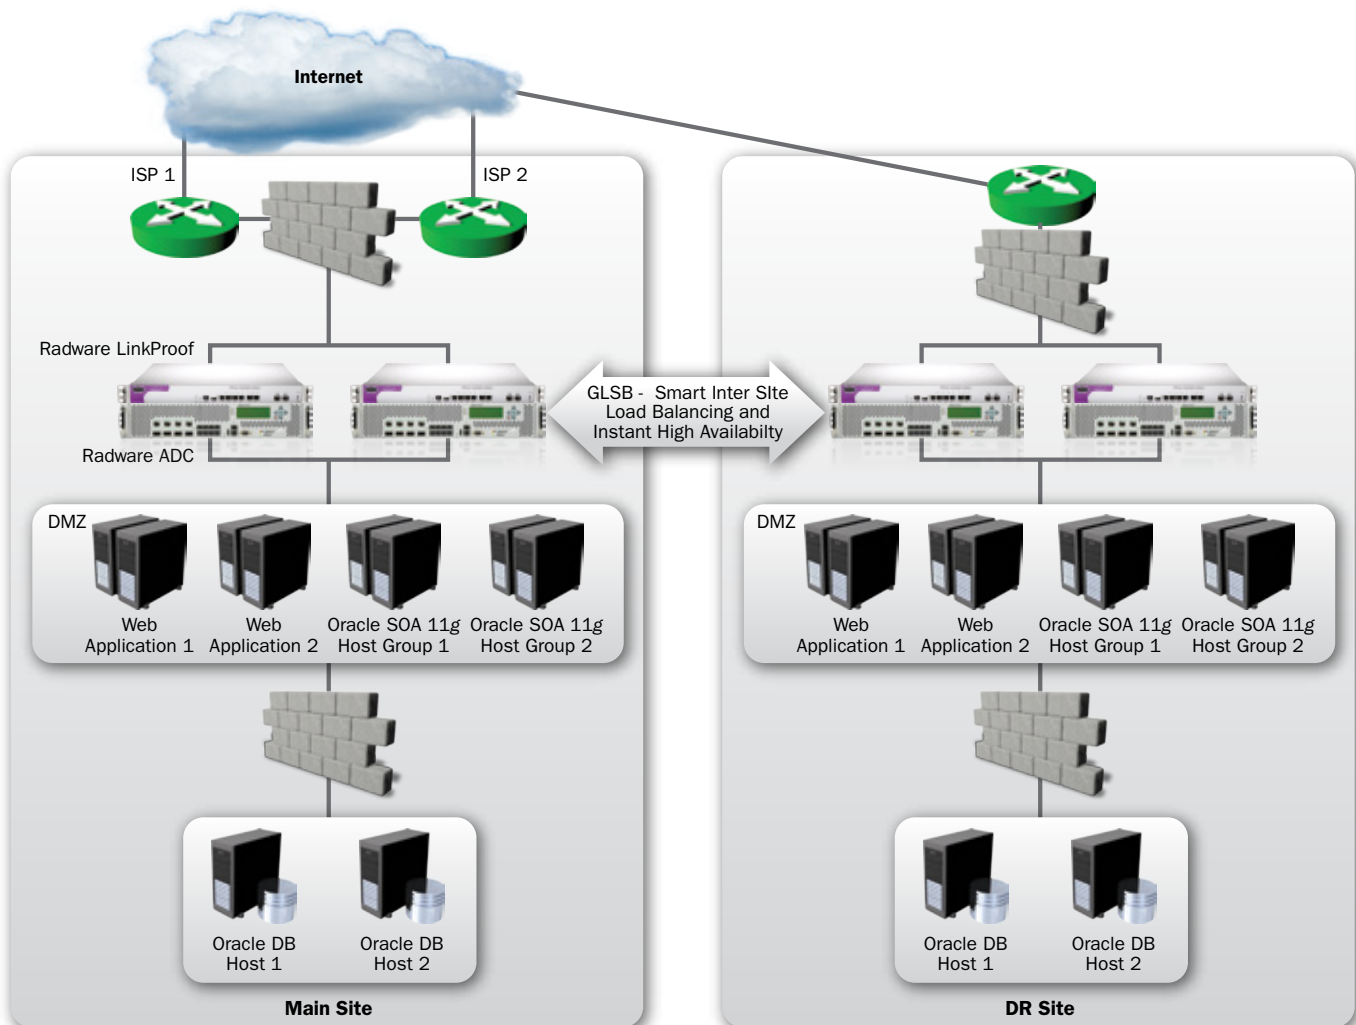 Internet
ISP 1
ISP 2
Radware LinkProof
GLSB - Smart Inter SIte
Load Balancing and
Instant High Availabilty
Radware ADC
DMZ
Web
Application 1
Web
Application 2
Oracle SOA 11g
Host Group 1
Oracle SOA 11g
Host Group 2
DMZ
Web
Application 1
Web
Application 2
Oracle SOA 11g
Host Group 1
Oracle SOA 11g
Host Group 2
Oracle DB
Host 1
Oracle DB
Host 2
Oracle DB
Host 1
Oracle DB
Host 2
Main Site
DR Site